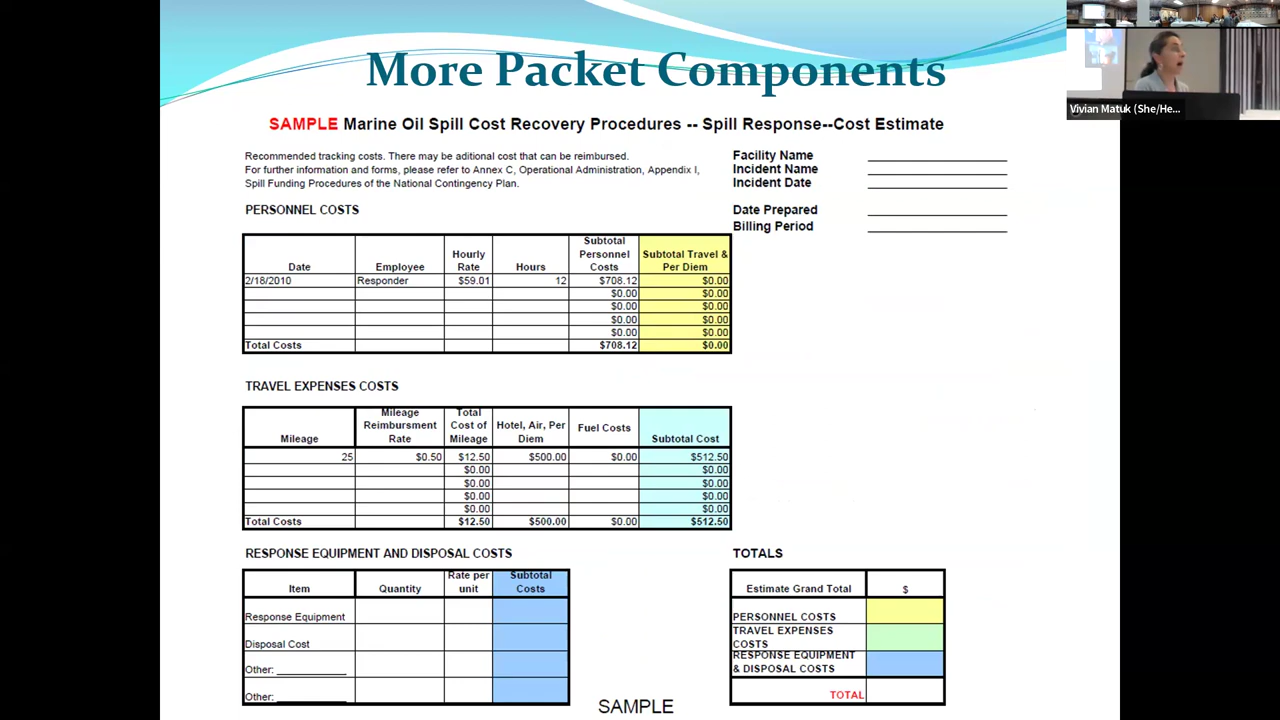 More Packet Components
Vivian Matuk (She/He...
SAMPLE Marine Oil Spill Cost Recovery Procedures -- Spill Response--Cost Estimate
Recommended tracking costs. There may be aditional cost that can be reimbursed.
For further information and forms, please refer to Annex C, Operational Administration, Appendix I,
Spill Funding Procedures of the National Contingency Plan.
Facility Name
Incident Name
Incident Date
Date Prepared
Billing Period
PERSONNEL COSTS
Date Employee Hourly Rate Hours Subtotal Personnel Costs Subtotal Travel & Per Diem
2/18/2010 Responder $59.01 12 $708.12 $0.00
$0.00 $0.00
$0.00 $0.00
$0.00 $0.00
$0.00 $0.00
Total Costs $708.12 $0.00
TRAVEL EXPENSES COSTS
Mileage Mileage Reimbursment Rate Total Cost of Mileage Hotel, Air, Per Diem Fuel Costs Subtotal Cost
25 $0.50 $12.50 $500.00 $0.00 $512.50
$0.00 $0.00
$0.00 $0.00
$0.00 $0.00
$0.00 $0.00
Total Costs $12.50 $500.00 $0.00 $512.50
RESPONSE EQUIPMENT AND DISPOSAL COSTS
Item Quantity Rate per unit Subtotal Costs
Response Equipment
Disposal Cost
Other: ___________
Other: ___________
TOTALS
Estimate Grand Total $
PERSONNEL COSTS
TRAVEL EXPENSES
COSTS
RESPONSE EQUIPMENT
& DISPOSAL COSTS
TOTAL
SAMPLE